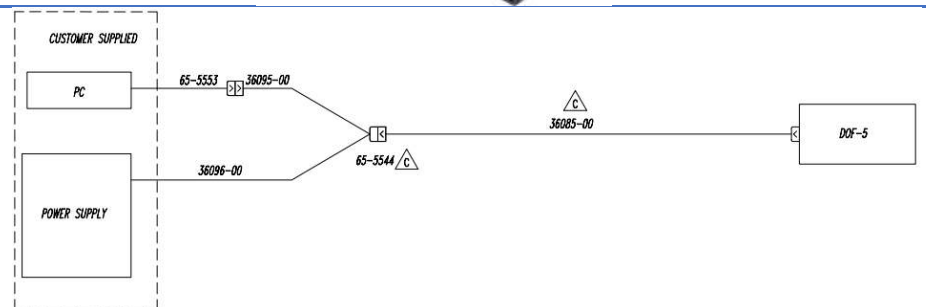 CUSTOMER SUPPLIED
PC
65-5553
36095-00
C
36085-00
DOF-5
65-5544
C
36096-00
POWER SUPPLY